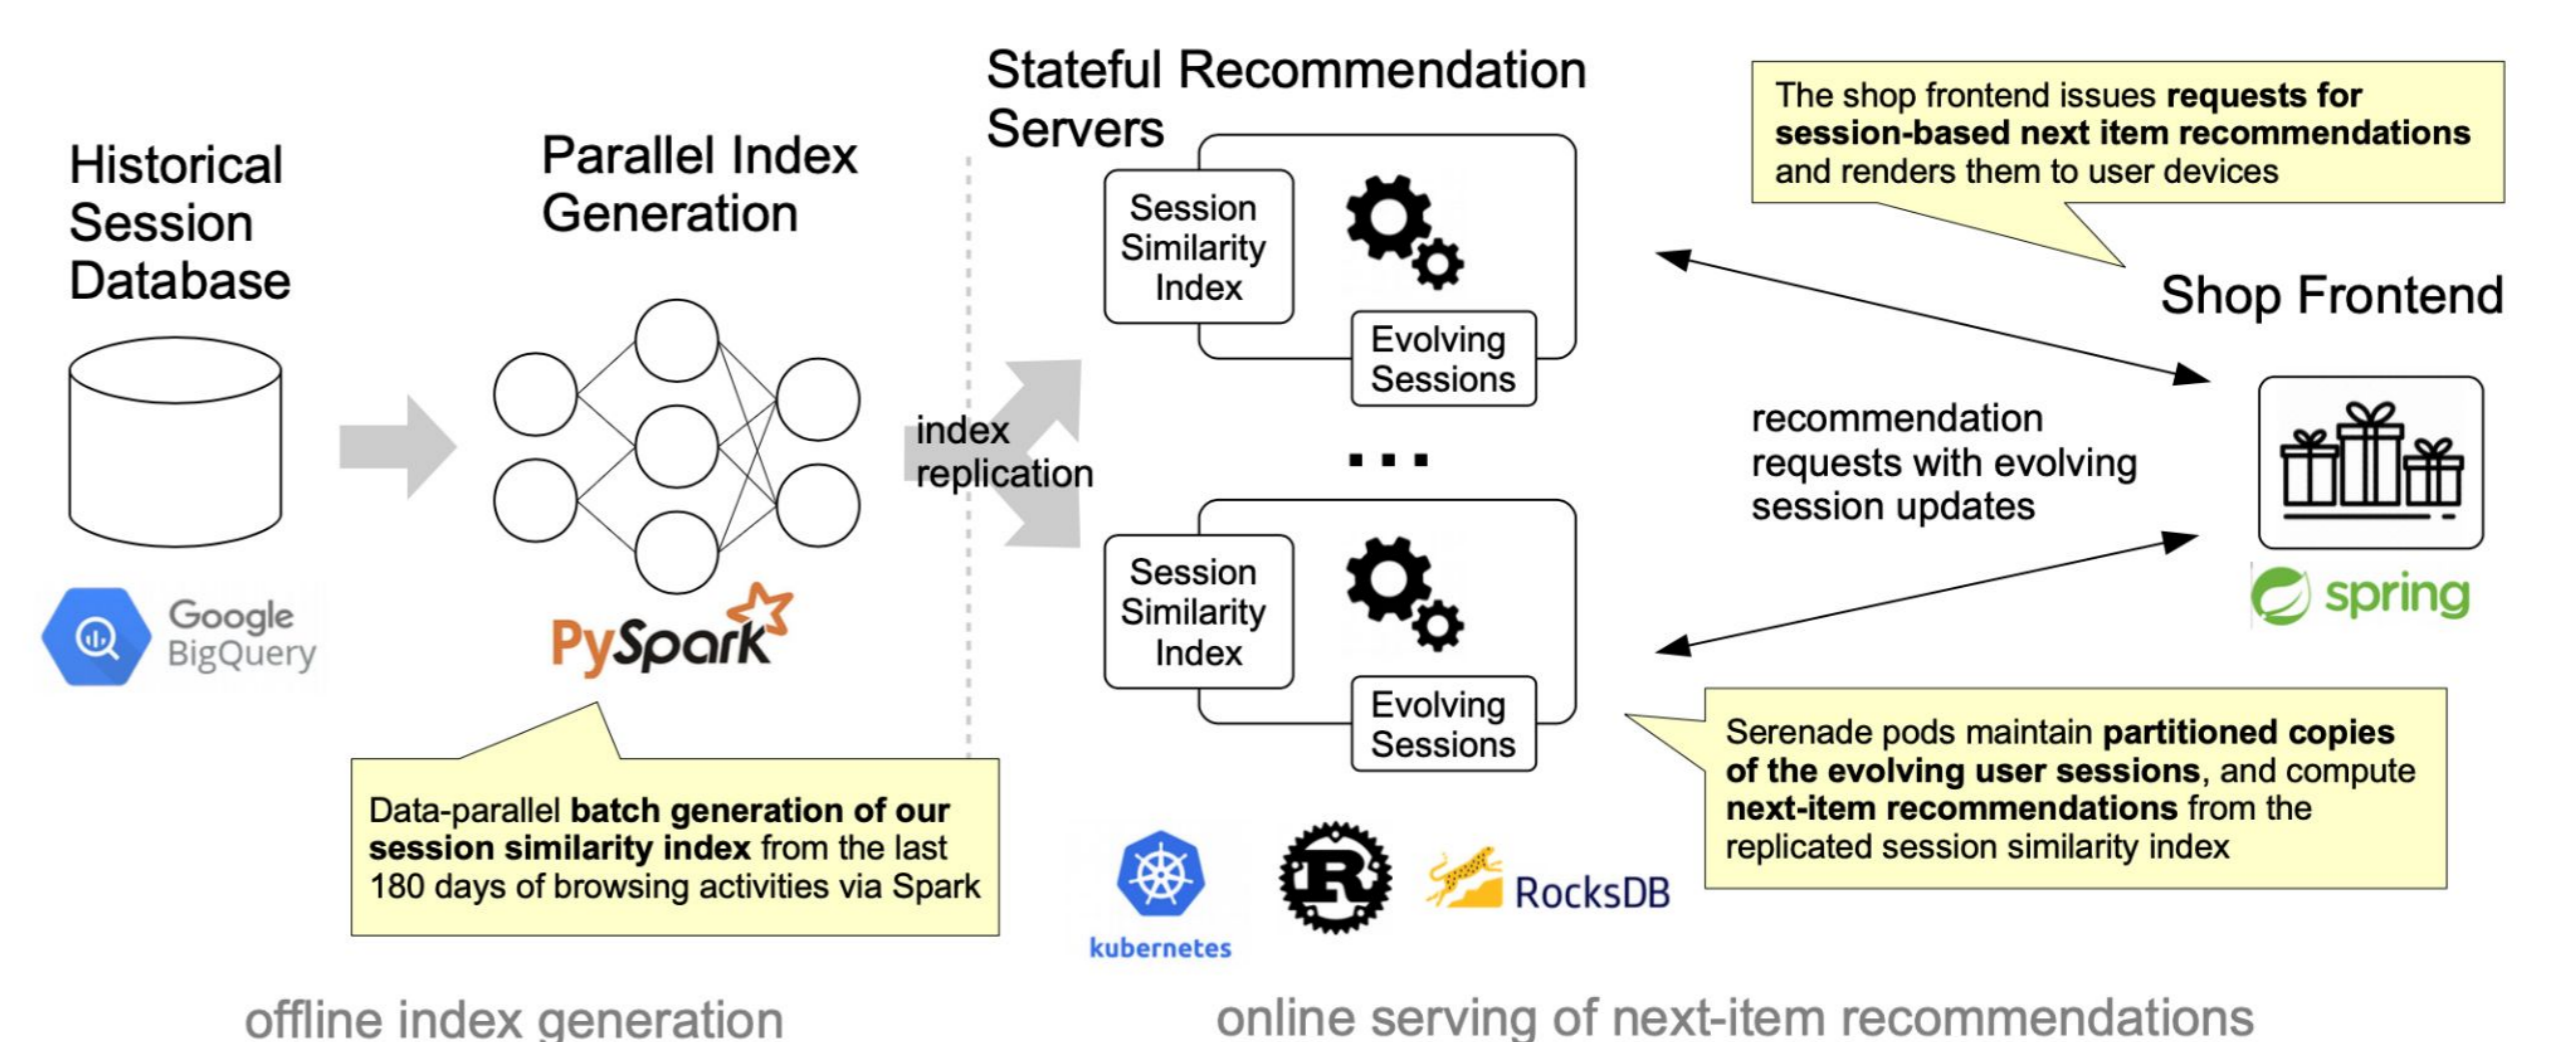 Historical
Session
Database
Google
BigQuery
Parallel Index
Generation
PySpark
Data-parallel batch generation of our
session similarity index from the last
180 days of browsing activities via Spark
offline index generation
index
replication
Stateful Recommendation
Servers
Session
Similarity
Index
Evolving
Sessions
...
Session
Similarity
Index
Evolving
Sessions
kubernetes
R
RocksDB
The shop frontend issues requests for
session-based next item recommendations
and renders them to user devices
Shop Frontend
recommendation
requests with evolving
session updates
spring
Serenade pods maintain partitioned copies
of the evolving user sessions, and compute
next-item recommendations from the
replicated session similarity index
online serving of next-item recommendations